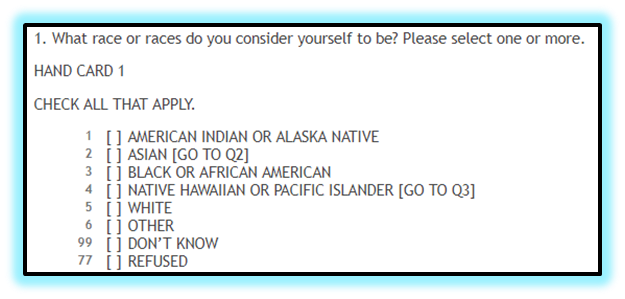 1. What race or races do you consider yourself to be? Please select one or more.
HAND CARD 1
CHECK ALL THAT APPLY.
1 [ ] AMERICAN INDIAN OR ALASKA NATIVE
2 [ ] ASIAN [GO TO Q2]
3 [ ] BLACK OR AFRICAN AMERICAN
4 [ ] NATIVE HAWAIIAN OR PACIFIC ISLANDER [GO TO Q3]
5 [ ] WHITE
6 [ ] OTHER
99 [ ] DON'T KNOW
77 [ ] REFUSED